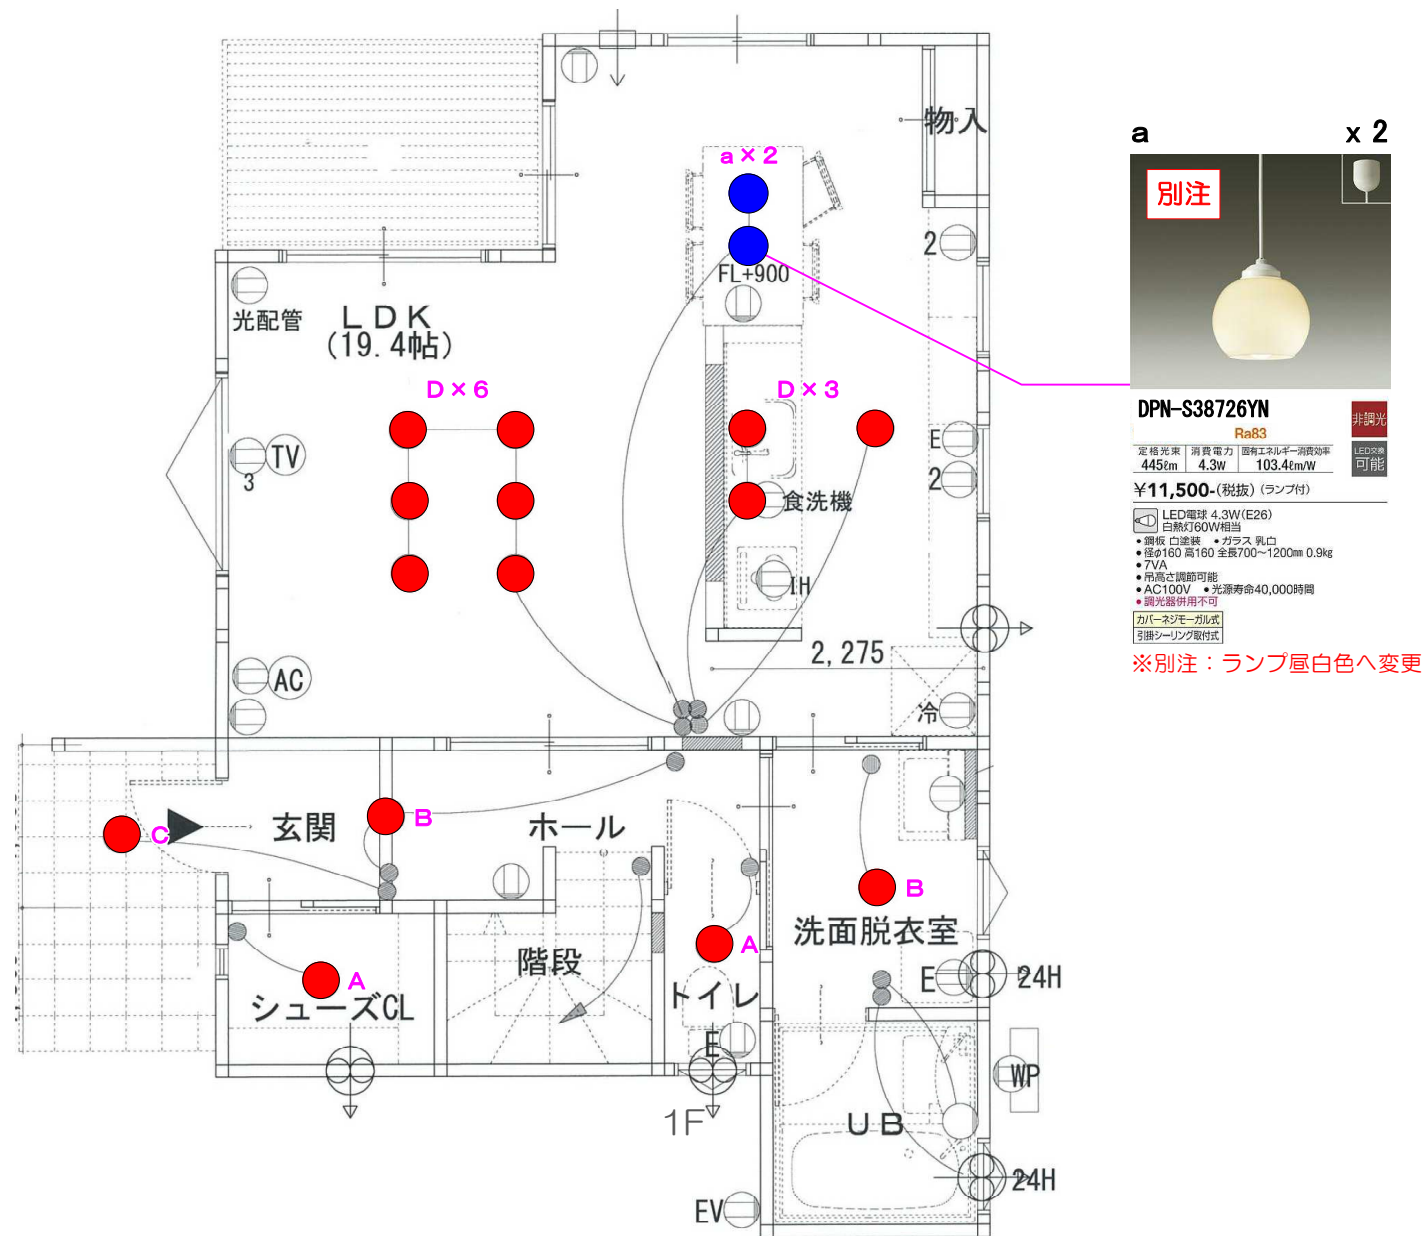 物入
a×2
2
FL+900
光配管
LDK
(19.4帖)
D×6
D×3
TV
3
E
2
食洗機
IH
2,275
AC
冷
玄関
B
ホール
C
B
洗面脱衣室
A
A
階段
トイレ
シューズCL
E
24H
E
WP
1F
UB
24H
EV
a x 2
別注
DPN-S38726YN
非調光
Ra83
定格光束 消費電力 固有エネルギー消費効率
445ℓm 4.3W 103.4ℓm/W
LED交換
可能
¥11,500-(税抜)(ランプ付)
LED電球 4.3W(E26)
白熱灯60W相当
•鋼板 白塗装 •ガラス 乳白
•径φ160 高160 全長700~1200mm 0.9kg
•7VA
•吊高さ調節可能
•AC100V •光源寿命40,000時間
•調光器併用不可
カバーネジモーガル式
引掛シーリング取付式
※別注:ランプ昼白色へ変更